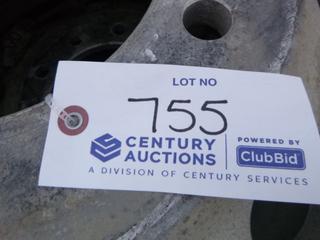 LOT NO
755
CENTURY AUCTIONS
POWERED BY
ClubBid
A DIVISION OF CENTURY SERVICES